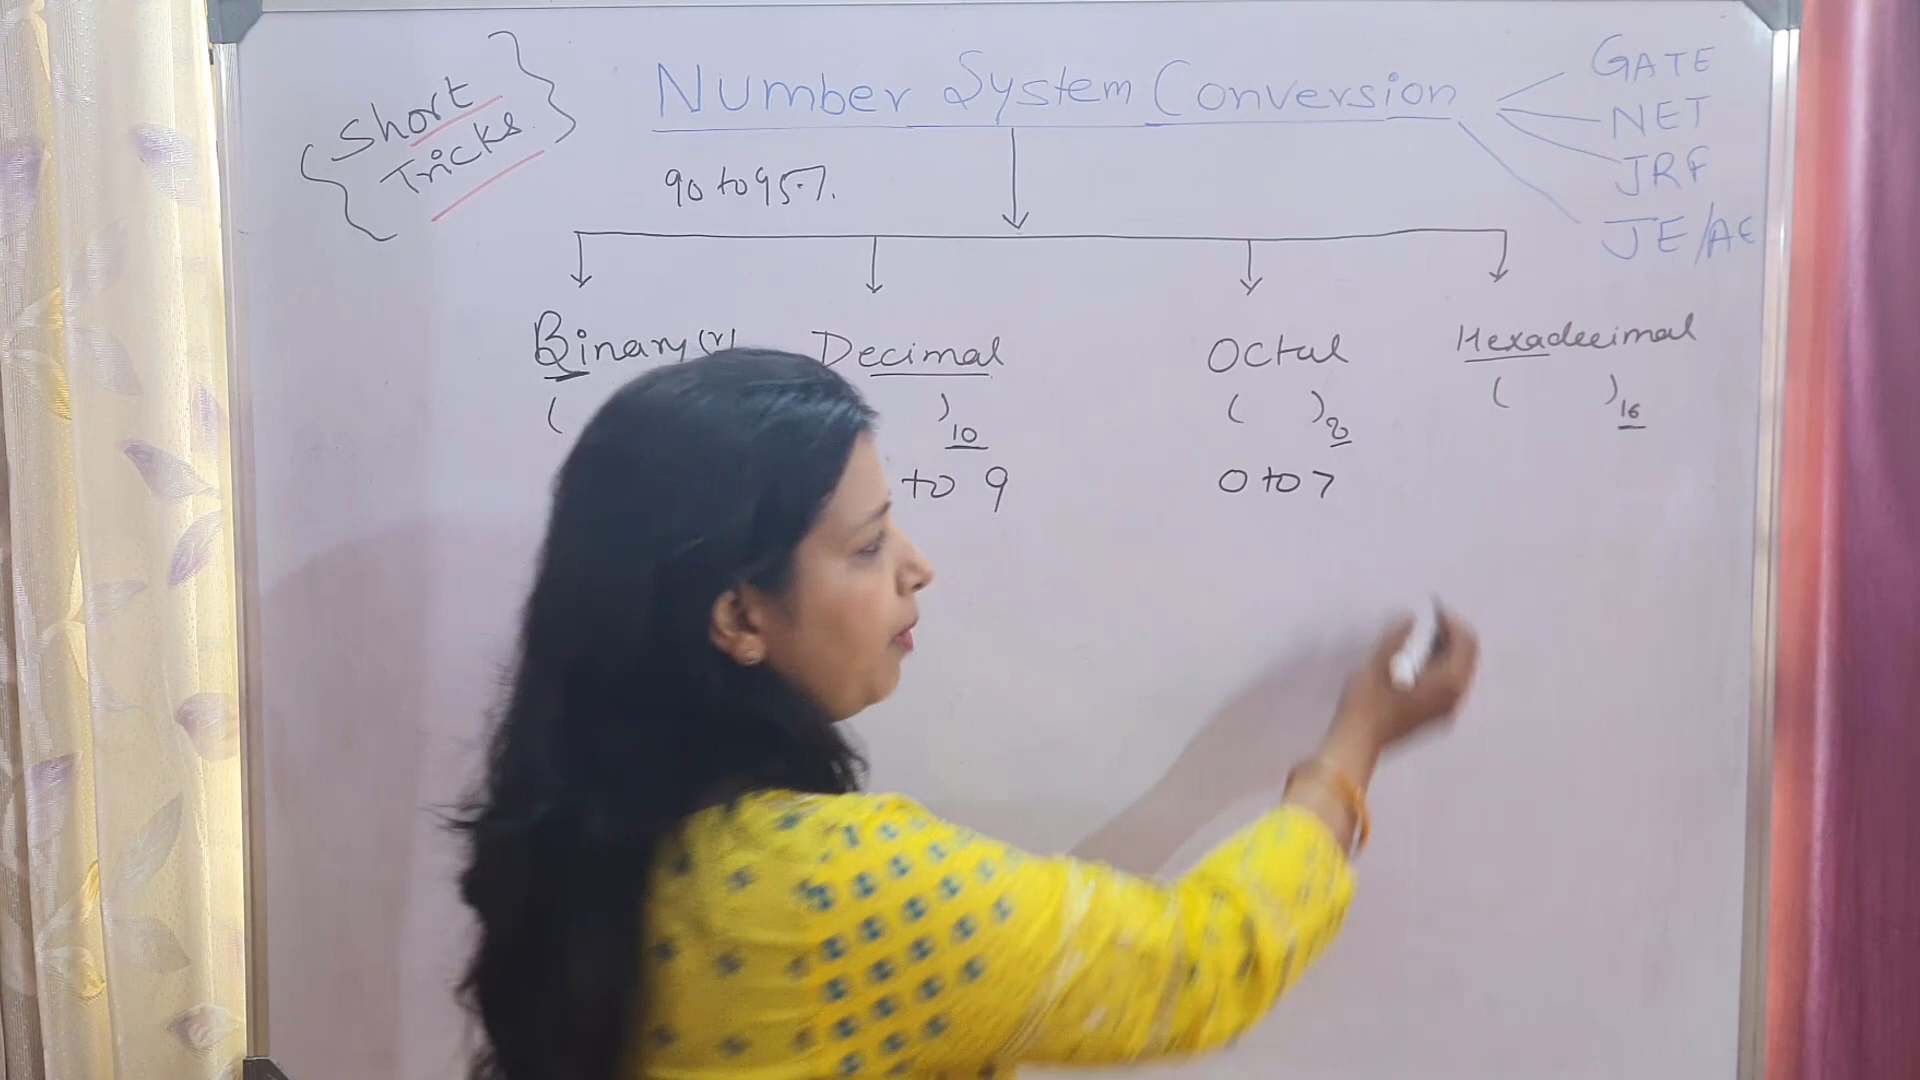 Short
Tricks
Number System Conversion
GATE
NET
JRF
JE/AE
90 to 95%.
Binary
Decimal
Octal
Hexadecimal
(
)10
( )8
( )16
to 9
0 to 7